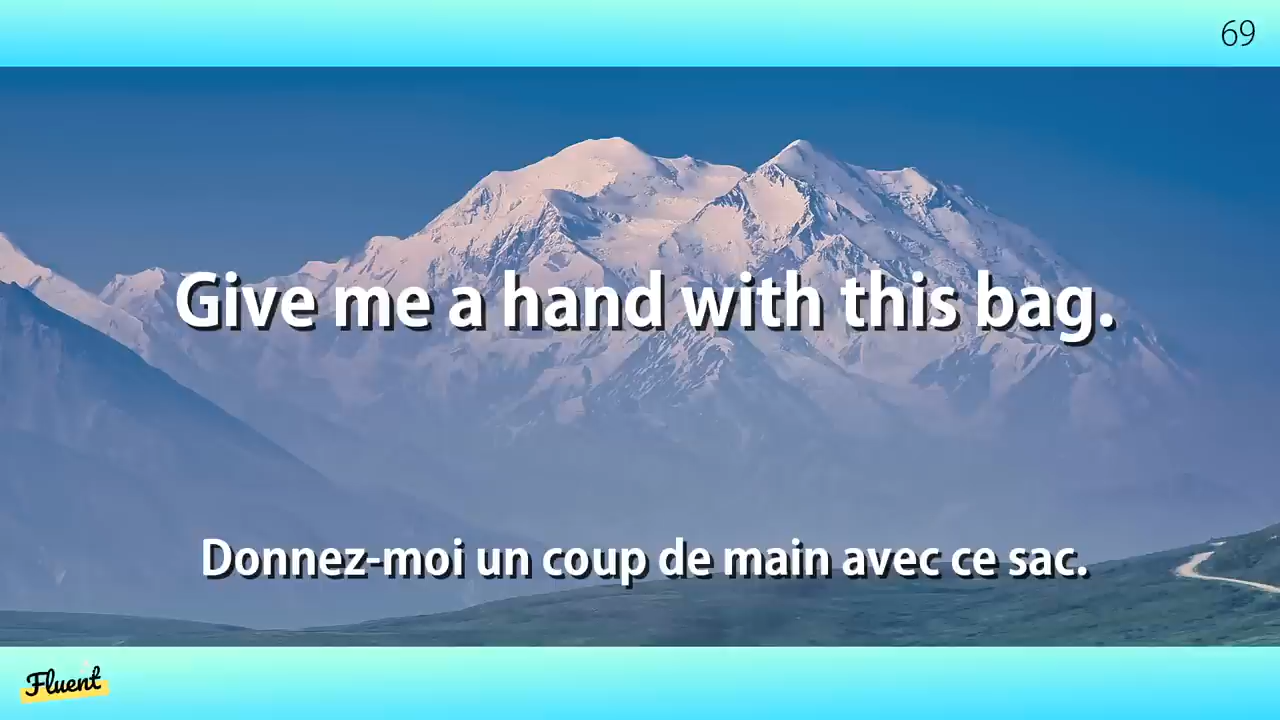 69
Give me a hand with this bag.
Donnez-moi un coup de main avec ce sac.
Fluent